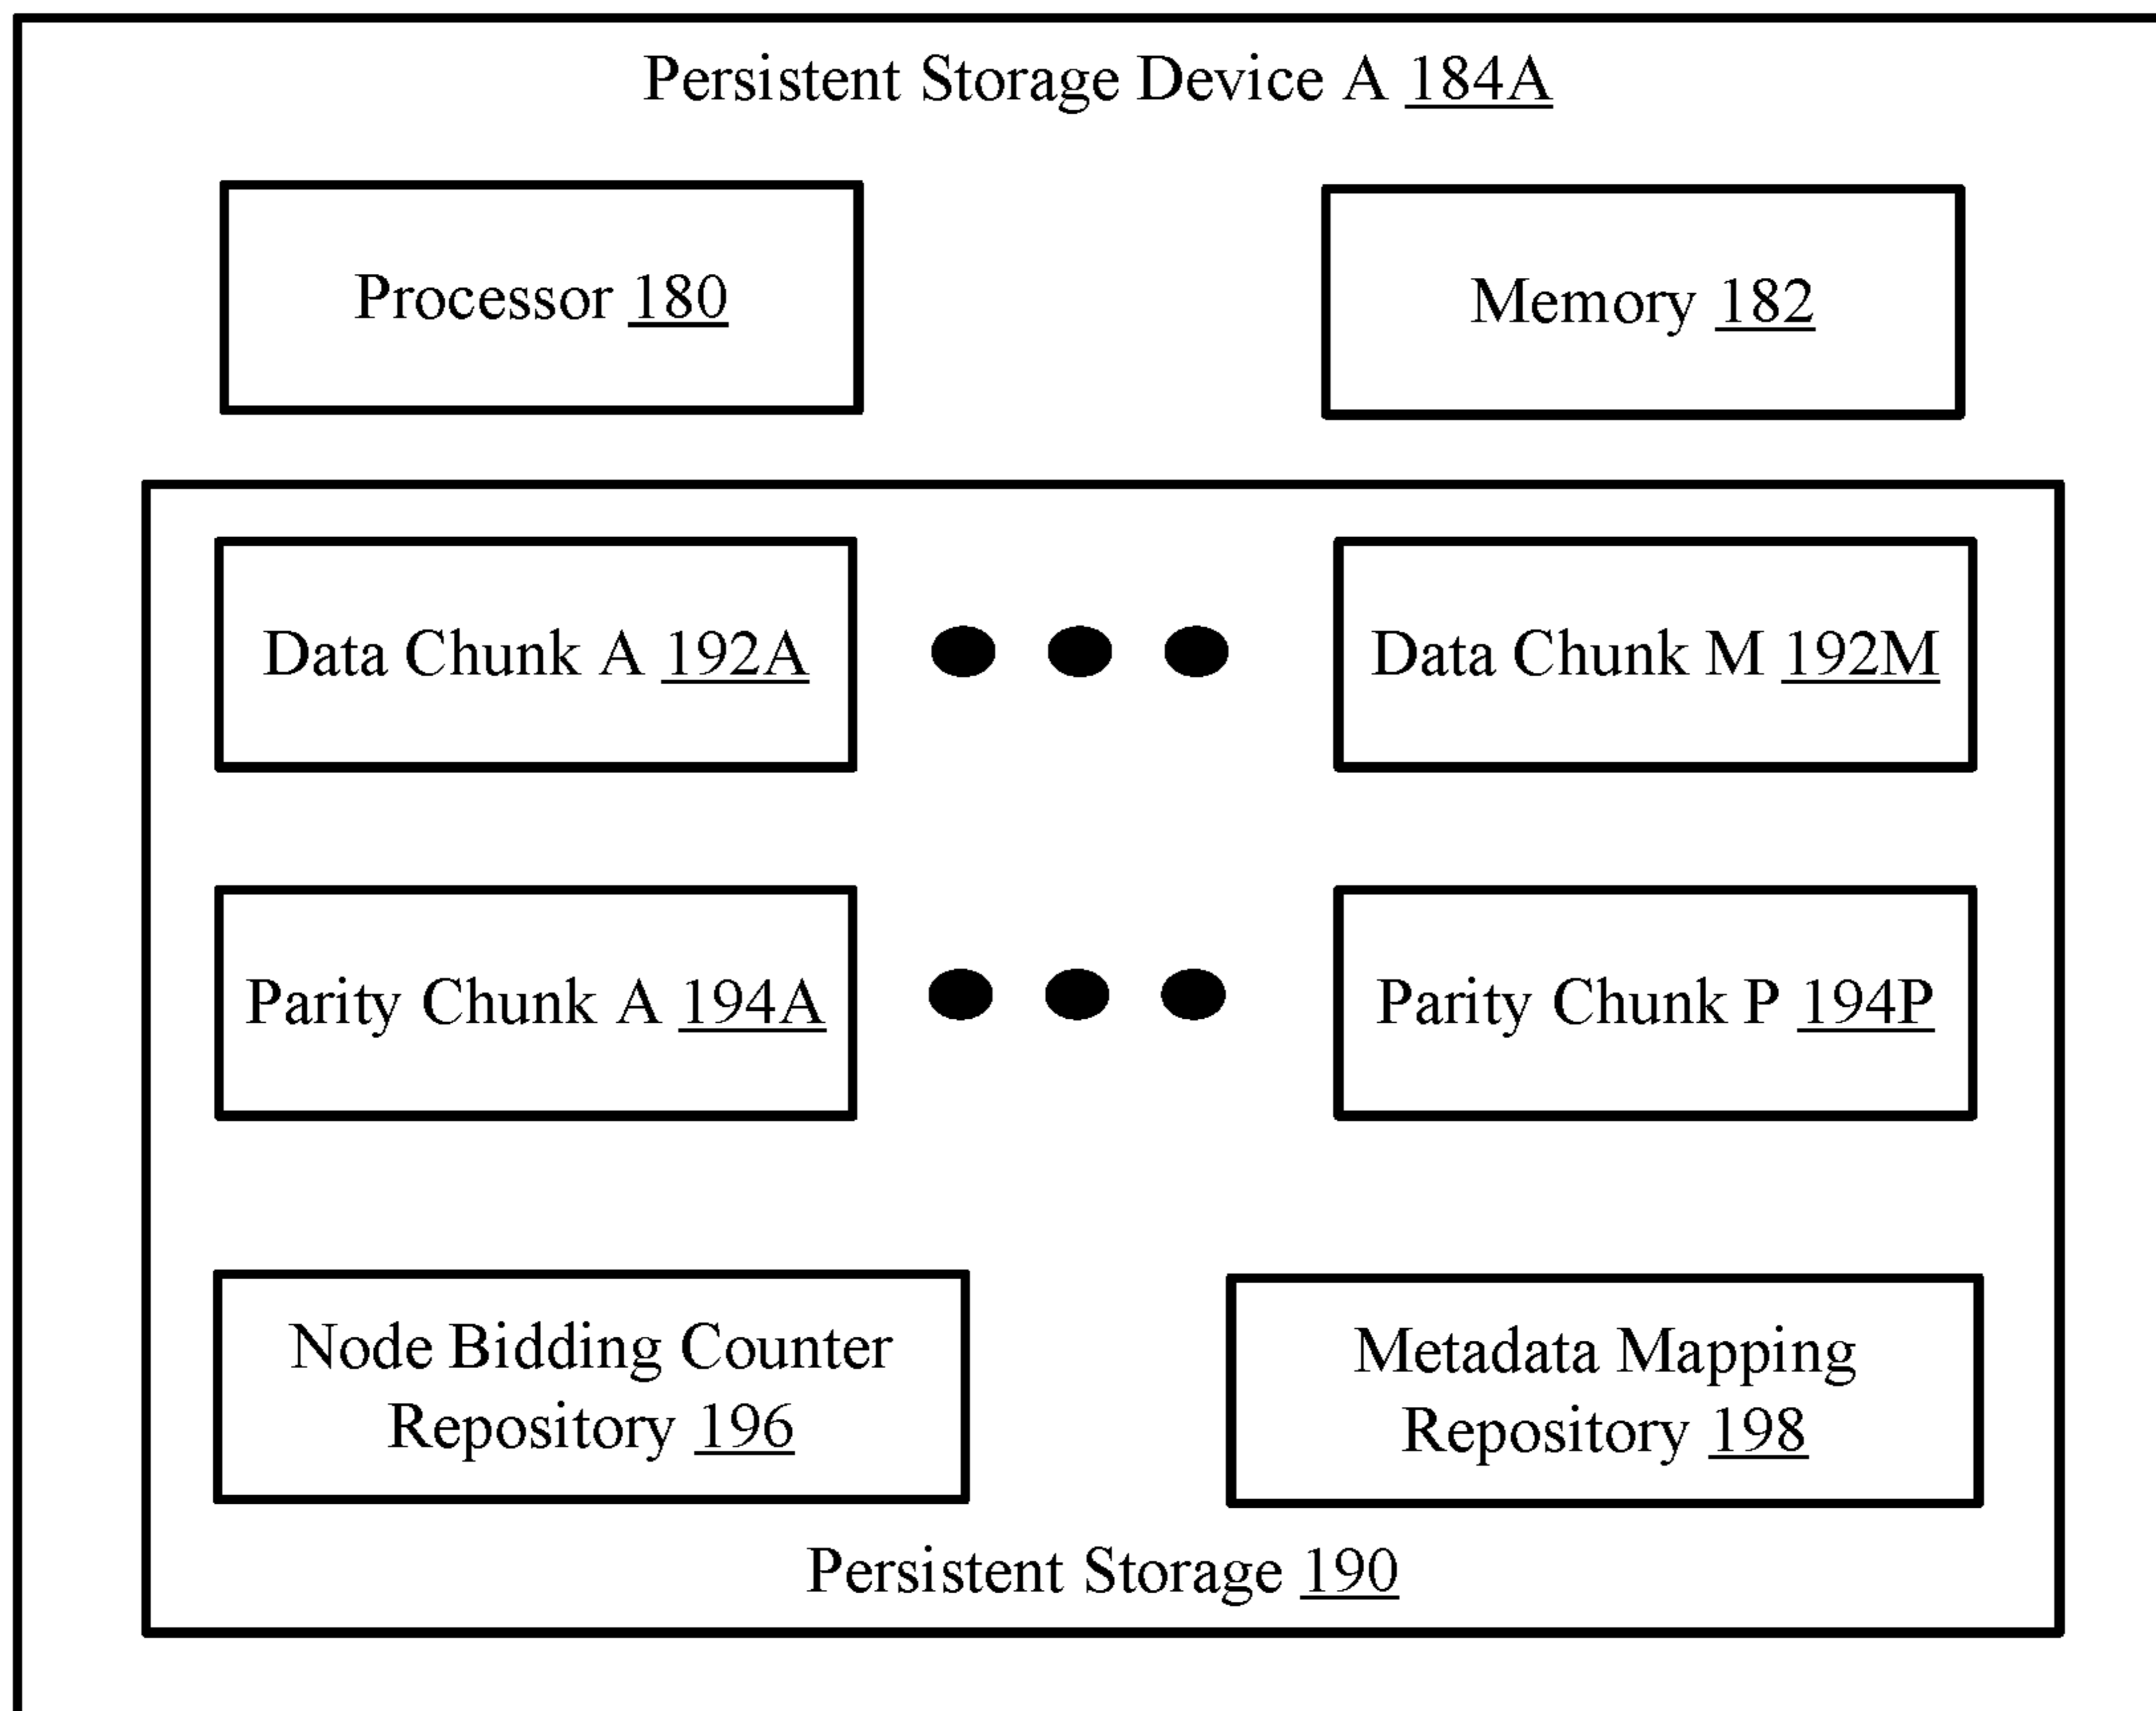 Persistent Storage Device A 184A
Processor 180
Memory 182
Data Chunk A 192A
Data Chunk M 192M
Parity Chunk A 194A
Parity Chunk P 194P
Node Bidding Counter
Repository 196
Metadata Mapping
Repository 198
Persistent Storage 190